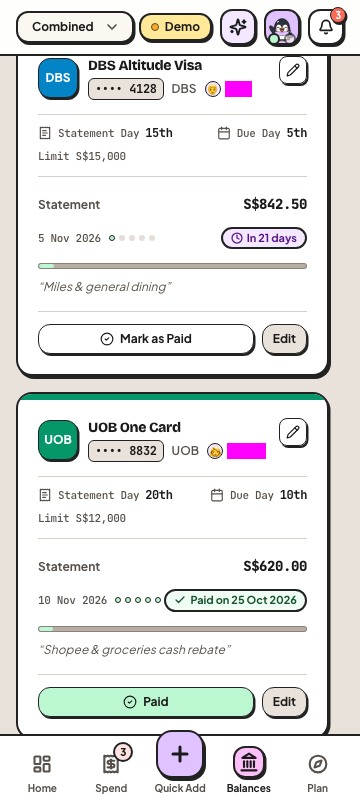 Combined
Demo
3
DBS
DBS Altitude Visa
•••• 4128 DBS
Statement Day 15th Due Day 5th
Limit S$15,000
Statement S$842.50
5 Nov 2026 In 21 days
“Miles & general dining”
Mark as Paid Edit
UOB
UOB One Card
•••• 8832 UOB
Statement Day 20th Due Day 10th
Limit S$12,000
Statement S$620.00
10 Nov 2026 Paid on 25 Oct 2026
“Shopee & groceries cash rebate”
Paid Edit
3
Home Spend Quick Add Balances Plan